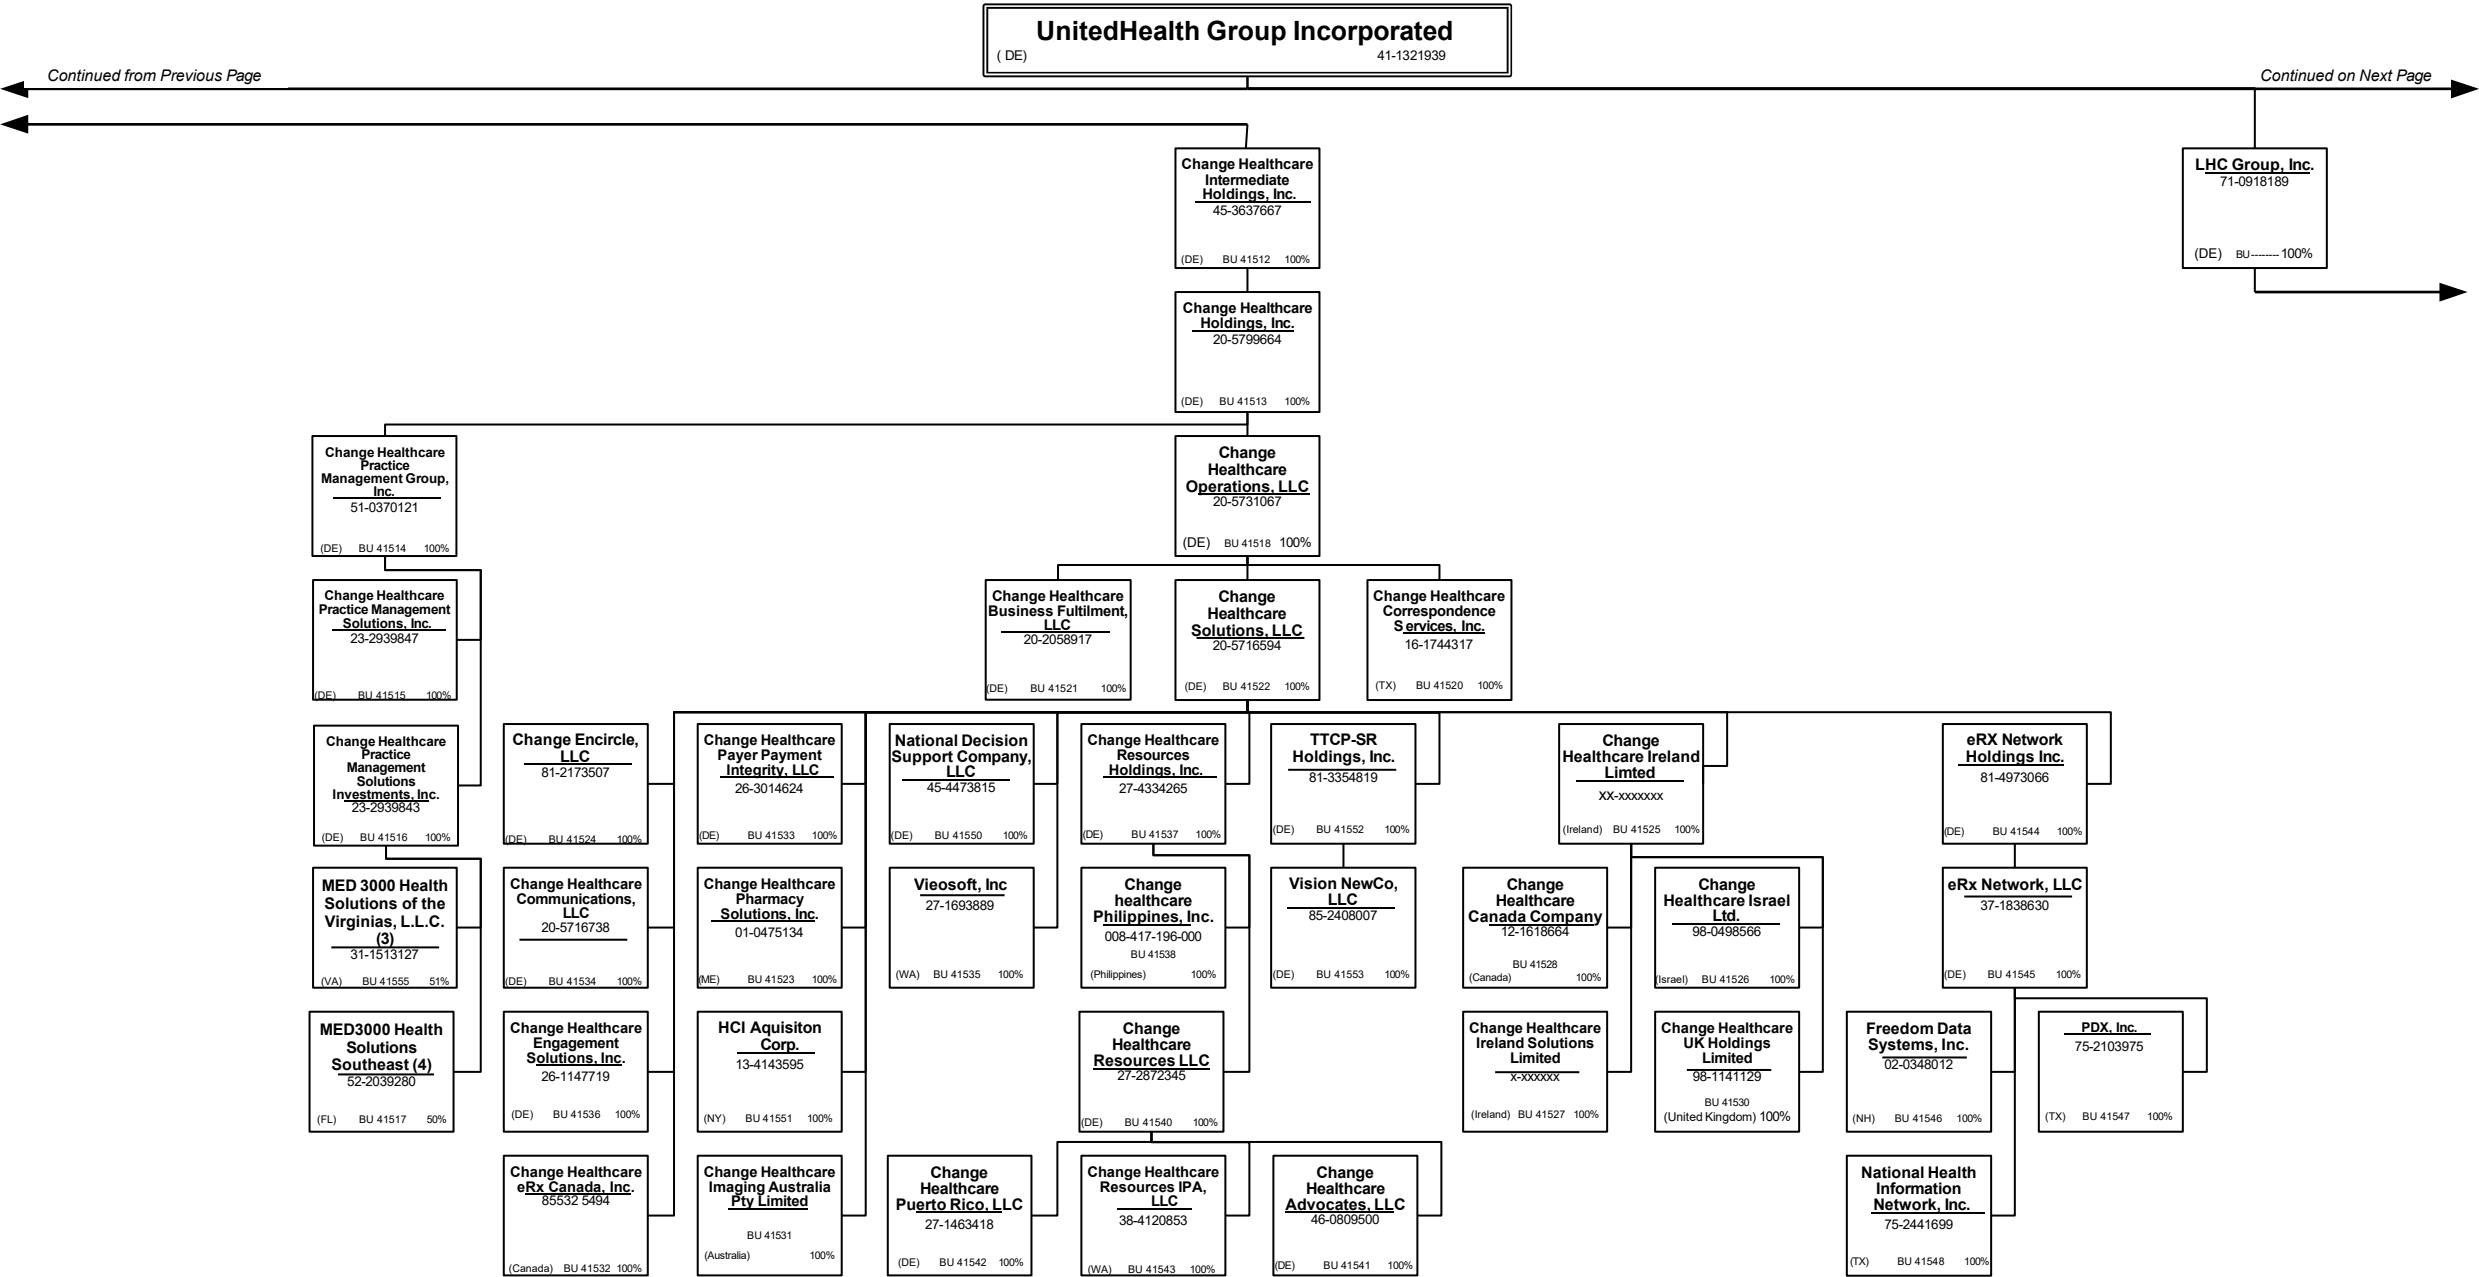 UnitedHealth Group Incorporated
( DE) 41-1321939
Continued from Previous Page
Continued on Next Page
Change Healthcare
Intermediate
Holdings, Inc.
45-3637667
(DE) BU 41512 100%
LHC Group, Inc.
71-0918189
(DE) BU-------- 100%
Change Healthcare
Holdings, Inc.
20-5799664
(DE) BU 41513 100%
Change Healthcare
Practice
Management Group,
Inc.
51-0370121
(DE) BU 41514 100%
Change
Healthcare
Operations, LLC
20-5731067
(DE) BU 41518 100%
Change Healthcare
Practice Management
Solutions, Inc.
23-2939847
(DE) BU 41515 100%
Change Healthcare
Business Fultilment,
LLC
20-2058917
(DE) BU 41521 100%
Change
Healthcare
Solutions, LLC
20-5716594
(DE) BU 41522 100%
Change Healthcare
Correspondence
Services, Inc.
16-1744317
(TX) BU 41520 100%
Change Healthcare
Practice
Management
Solutions
Investments, Inc.
23-2939843
(DE) BU 41516 100%
Change Encircle,
LLC
81-2173507
(DE) BU 41524 100%
Change Healthcare
Payer Payment
Integrity, LLC
26-3014624
(DE) BU 41533 100%
National Decision
Support Company,
LLC
45-4473815
(DE) BU 41550 100%
Change Healthcare
Resources
Holdings, Inc.
27-4334265
(DE) BU 41537 100%
TTCP-SR
Holdings, Inc.
81-3354819
(DE) BU 41552 100%
Change
Healthcare Ireland
Limted
XX-xxxxxxx
(Ireland) BU 41525 100%
eRX Network
Holdings Inc.
81-4973066
(DE) BU 41544 100%
MED 3000 Health
Solutions of the
Virginias, L.L.C.
(3)
31-1513127
(VA) BU 41555 51%
Change Healthcare
Communications,
LLC
20-5716738
(DE) BU 41534 100%
Change Healthcare
Pharmacy
Solutions, Inc.
01-0475134
(ME) BU 41523 100%
Vieosoft, Inc
27-1693889
(WA) BU 41535 100%
Change
healthcare
Philippines, Inc.
008-417-196-000
BU 41538
(Philippines) 100%
Vision NewCo,
LLC
85-2408007
(DE) BU 41553 100%
Change
Healthcare
Canada Company
12-1618664
BU 41528
(Canada) 100%
Change
Healthcare Israel
Ltd.
98-0498566
(Israel) BU 41526 100%
eRx Network, LLC
37-1838630
(DE) BU 41545 100%
MED3000 Health
Solutions
Southeast (4)
52-2039280
(FL) BU 41517 50%
Change Healthcare
Engagement
Solutions, Inc.
26-1147719
(DE) BU 41536 100%
HCI Aquisiton
Corp.
13-4143595
(NY) BU 41551 100%
Change
Healthcare
Resources LLC
27-2872345
(DE) BU 41540 100%
Change Healthcare
Ireland Solutions
Limited
x-xxxxxx
(Ireland) BU 41527 100%
Change Healthcare
UK Holdings
Limited
98-1141129
BU 41530
(United Kingdom) 100%
Freedom Data
Systems, Inc.
02-0348012
(NH) BU 41546 100%
PDX, Inc.
75-2103975
(TX) BU 41547 100%
Change Healthcare
eRx Canada, Inc.
85532 5494
(Canada) BU 41532 100%
Change Healthcare
Imaging Australia
Pty Limited
BU 41531
(Australia) 100%
Change
Healthcare
Puerto Rico, LLC
27-1463418
(DE) BU 41542 100%
Change Healthcare
Resources IPA,
LLC
38-4120853
(WA) BU 41543 100%
Change
Healthcare
Advocates, LLC
46-0809500
(DE) BU 41541 100%
National Health
Information
Network, Inc.
75-2441699
(TX) BU 41548 100%